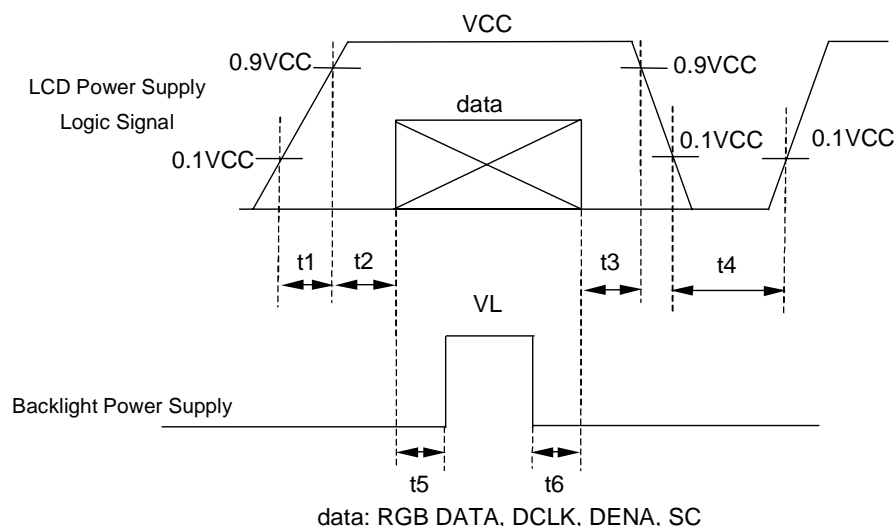 VCC
0.9VCC
0.9VCC
LCD Power Supply
Logic Signal
data
0.1VCC
0.1VCC
0.1VCC
t1
t2
t3
t4
VL
Backlight Power Supply
t5
t6
data: RGB DATA, DCLK, DENA, SC